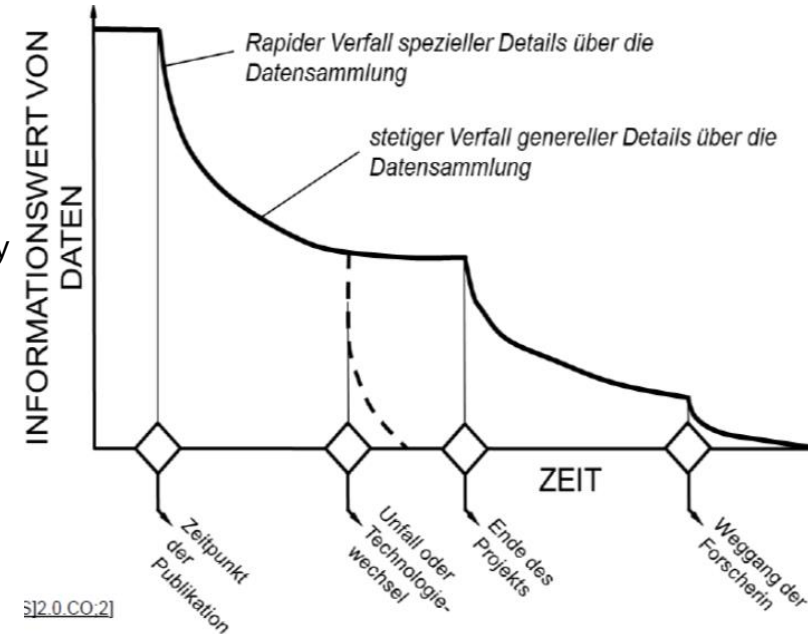 Rapider Verfall spezieller Details über die
Datensammlung
stetiger Verfall genereller Details über die
Datensammlung
INFORMATIONSWERT VON
DATEN
y
ZEIT
Zeitpunkt
der
Publikation
Unfall oder
Technologie-
wechsel
Ende des
Projekts
Weggang der
Forscherin
S]2.0.CO;2]